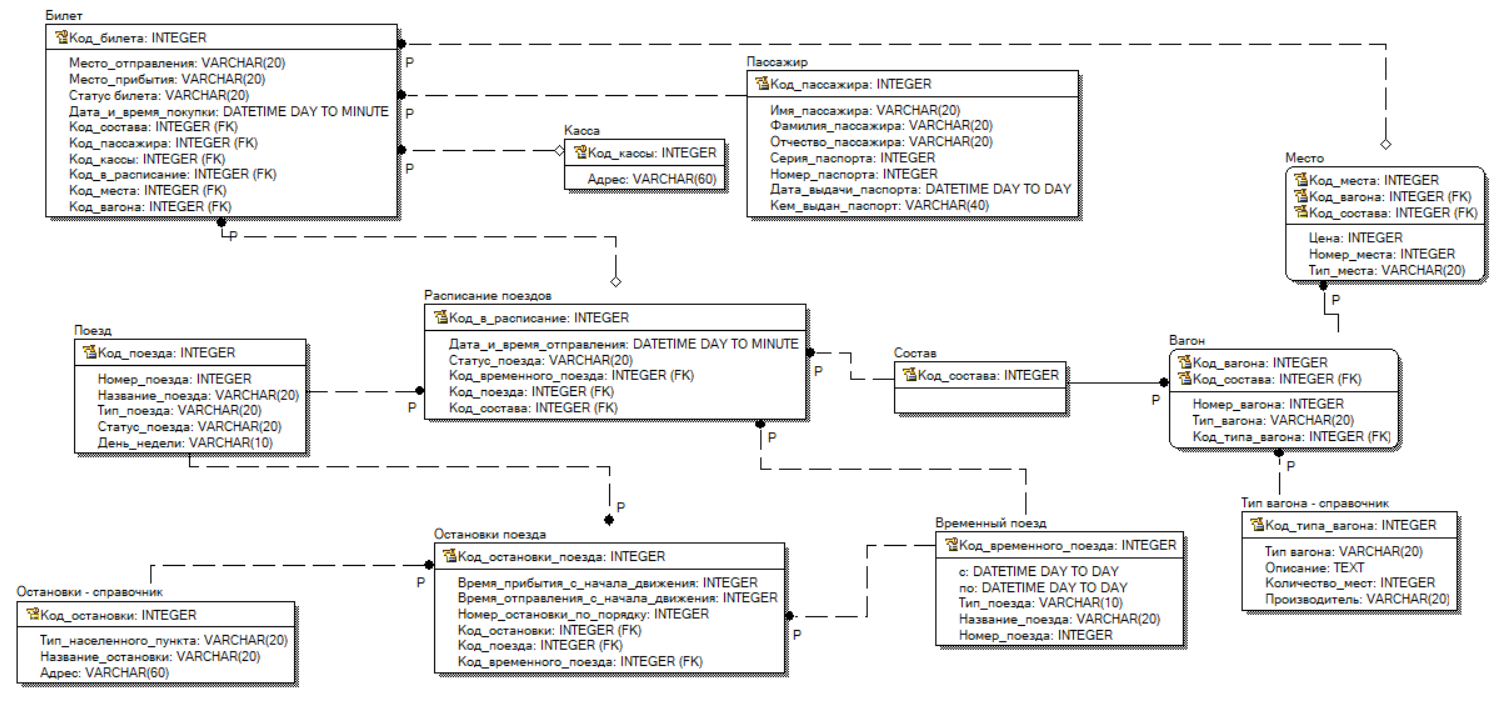 Билет
Код_билета: INTEGER
Место_отправления: VARCHAR(20)
Место_прибытия: VARCHAR(20)
Статус билета: VARCHAR(20)
Дата_и_время_покупки: DATETIME DAY TO MINUTE
Код_состава: INTEGER (FK)
Код_пассажира: INTEGER (FK)
Код_кассы: INTEGER (FK)
Код_в_расписание: INTEGER (FK)
Код_места: INTEGER (FK)
Код_вагона: INTEGER (FK)
P
P
P
P
Пассажир
Код_пассажира: INTEGER
Имя_пассажира: VARCHAR(20)
Фамилия_пассажира: VARCHAR(20)
Отчество_пассажира: VARCHAR(20)
Серия_паспорта: INTEGER
Номер_паспорта: INTEGER
Дата_выдачи_паспорта: DATETIME DAY TO DAY
Кем_выдан_паспорт: VARCHAR(40)
Касса
Код_кассы: INTEGER
Адрес: VARCHAR(60)
Место
Код_места: INTEGER
Код_вагона: INTEGER (FK)
Код_состава: INTEGER (FK)
Цена: INTEGER
Номер_места: INTEGER
Тип_места: VARCHAR(20)
P
Расписание поездов
Код_в_расписание: INTEGER
Дата_и_время_отправления: DATETIME DAY TO MINUTE
Статус_поезда: VARCHAR(20)
Код_временного_поезда: INTEGER (FK)
Код_поезда: INTEGER (FK)
Код_состава: INTEGER (FK)
P
P
P
Поезд
Код_поезда: INTEGER
Номер_поезда: INTEGER
Название_поезда: VARCHAR(20)
Тип_поезда: VARCHAR(20)
Статус_поезда: VARCHAR(20)
День_недели: VARCHAR(10)
Состав
Код_состава: INTEGER
Вагон
Код_вагона: INTEGER
Код_состава: INTEGER (FK)
Номер_вагона: INTEGER
Тип_вагона: VARCHAR(20)
Код_типа_вагона: INTEGER (FK)
P
P
Тип вагона - справочник
Код_типа_вагона: INTEGER
Тип вагона: VARCHAR(20)
Описание: TEXT
Количество_мест: INTEGER
Производитель: VARCHAR(20)
Временный поезд
Код_временного_поезда: INTEGER
с: DATETIME DAY TO DAY
по: DATETIME DAY TO DAY
Тип_поезда: VARCHAR(10)
Название_поезда: VARCHAR(20)
Номер_поезда: INTEGER
Остановки поезда
Код_остановки_поезда: INTEGER
Время_прибытия_с_начала_движения: INTEGER
Время_отправления_с_начала_движения: INTEGER
Номер_остановки_по_порядку: INTEGER
Код_остановки: INTEGER (FK)
Код_поезда: INTEGER (FK)
Код_временного_поезда: INTEGER (FK)
P
P
P
Остановки - справочник
Код_остановки: INTEGER
Тип_населенного_пункта: VARCHAR(20)
Название_остановки: VARCHAR(20)
Адрес: VARCHAR(60)